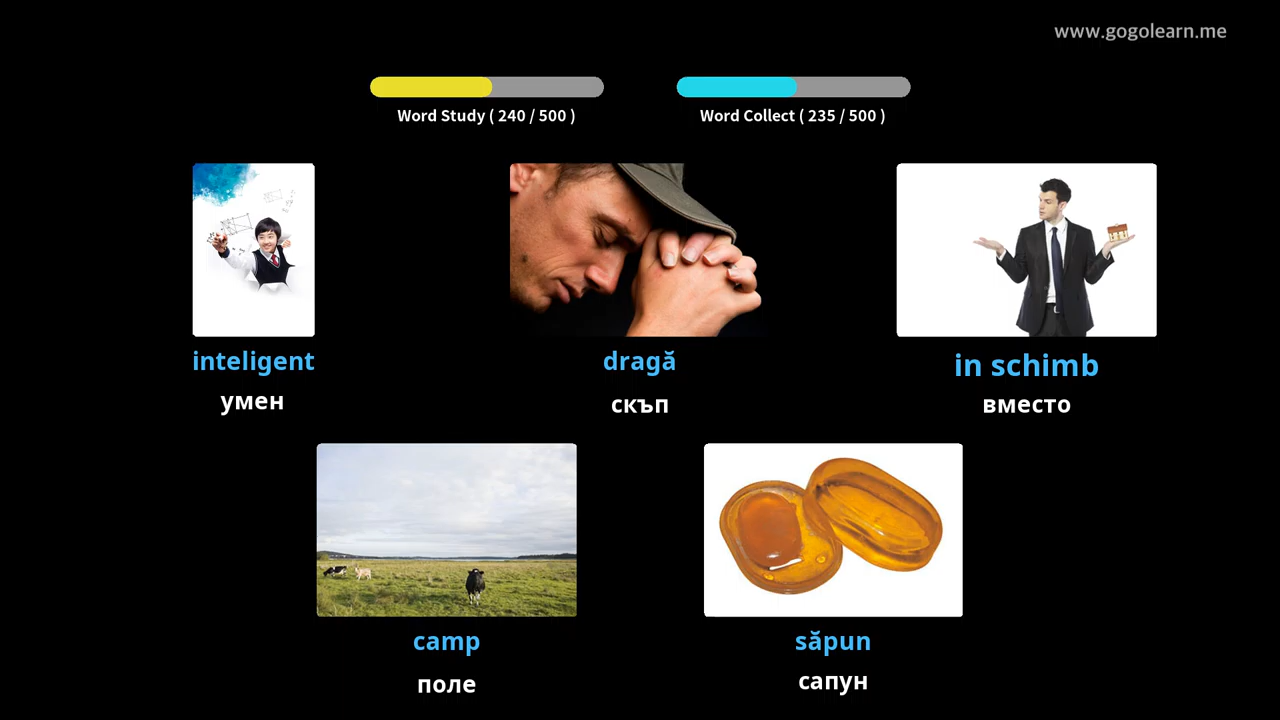 www.gogolearn.me
Word Study ( 240 / 500 )
Word Collect ( 235 / 500 )
inteligent
умен
dragă
скъп
in schimb
вместо
camp
поле
săpun
сапун